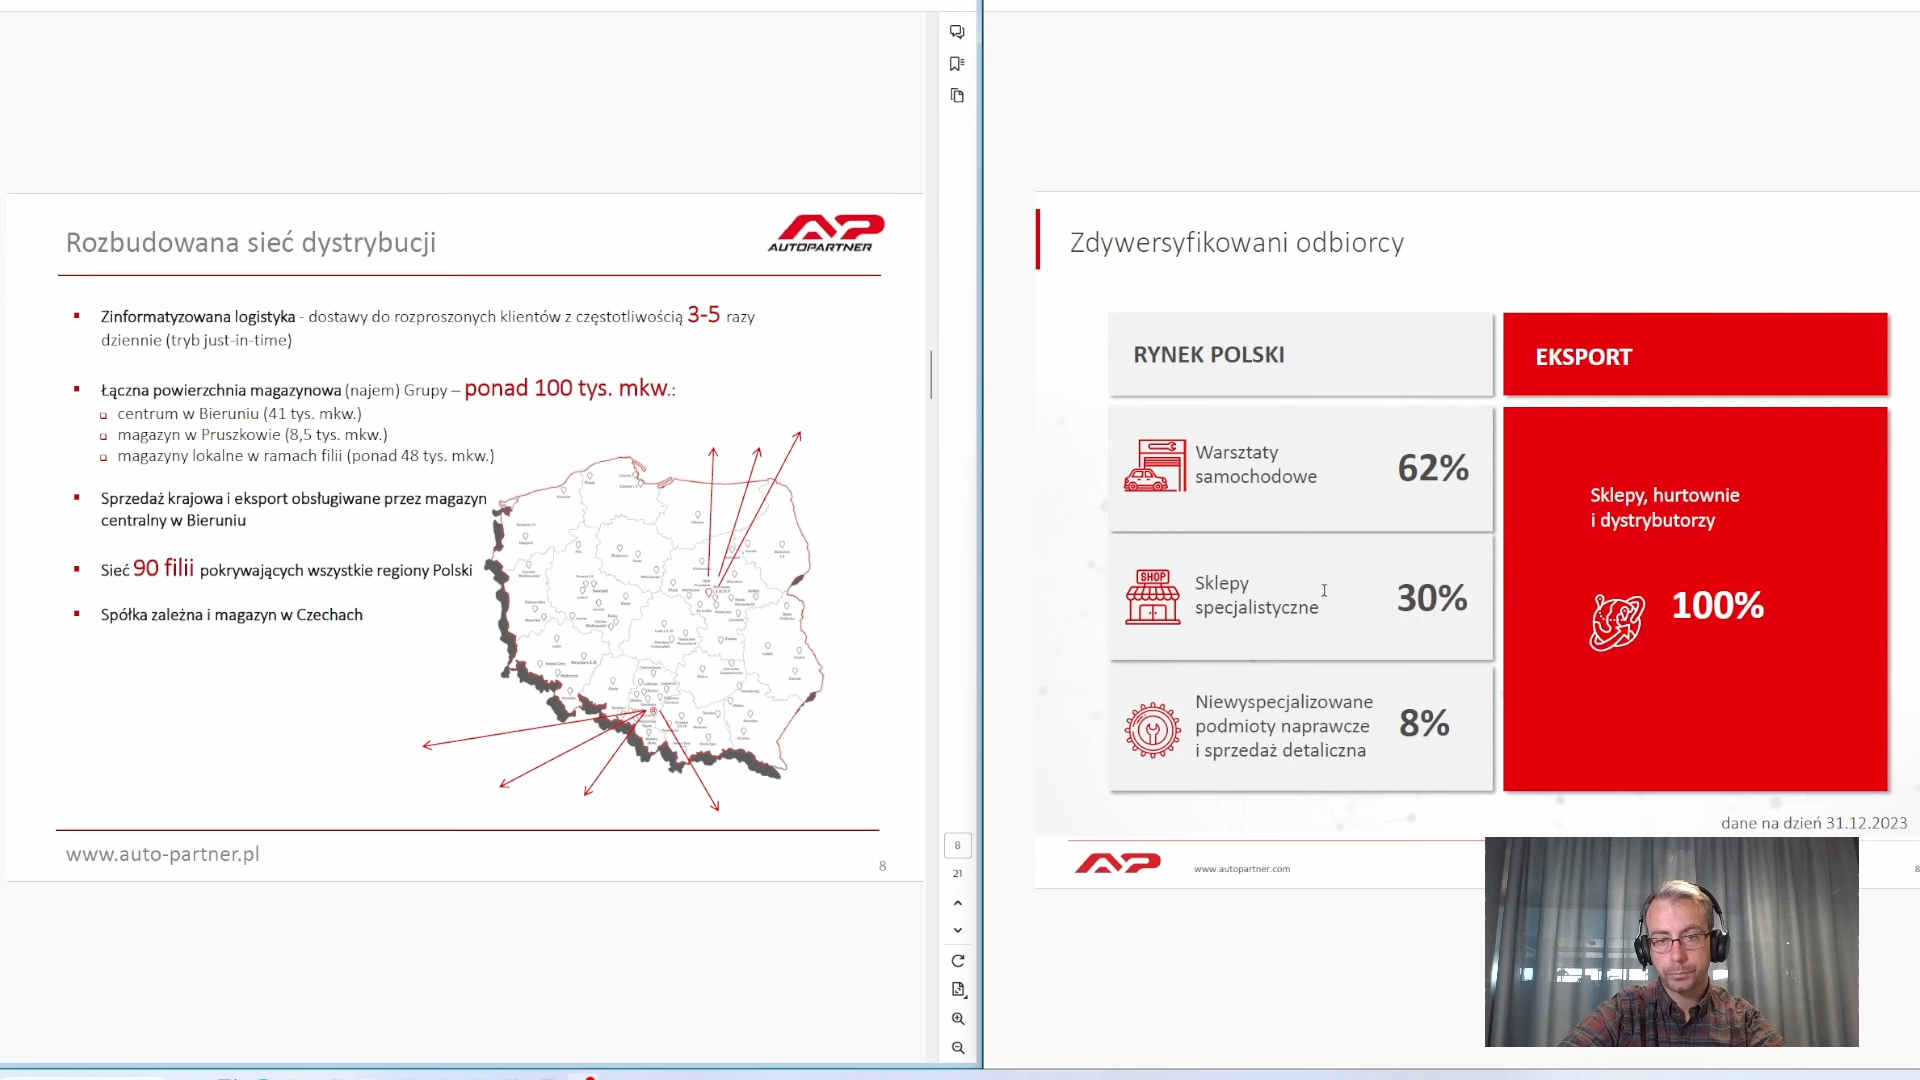 Rozbudowana sieć dystrybucji
AP
AUTOPARTNER
▪ Zinformatyzowana logistyka - dostawy do rozproszonych klientów z częstotliwością 3-5 razy
dziennie (tryb just-in-time)
▪ Łączna powierzchnia magazynowa (najem) Grupy – ponad 100 tys. mkw.:
centrum w Bieruniu (41 tys. mkw.)
magazyn w Pruszkowie (8,5 tys. mkw.)
magazyny lokalne w ramach filii (ponad 48 tys. mkw.)
▪ Sprzedaż krajowa i eksport obsługiwane przez magazyn
centralny w Bieruniu
▪ Sieć 90 filii pokrywających wszystkie regiony Polski
▪ Spółka zależna i magazyn w Czechach
www.auto-partner.pl
8
8
21
Zdywersyfikowani odbiorcy
RYNEK POLSKI
EKSPORT
Warsztaty
samochodowe
62%
SHOP
Sklepy
specjalistyczne
30%
Niewyspecjalizowane
podmioty naprawcze
i sprzedaż detaliczna
8%
Sklepy, hurtownie
i dystrybutorzy
100%
dane na dzień 31.12.2023
AP
www.autopartner.com
8